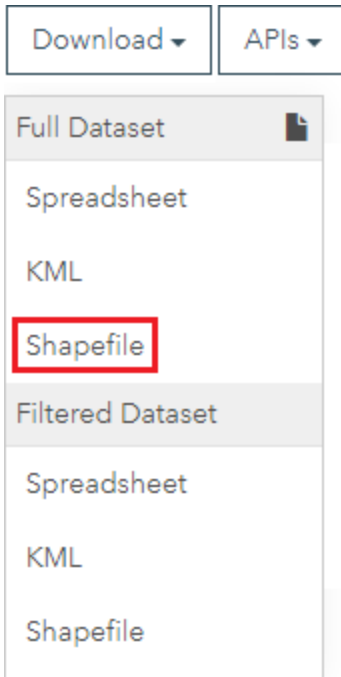 Download APIs
Full Dataset
Spreadsheet
KML
Shapefile
Filtered Dataset
Spreadsheet
KML
Shapefile